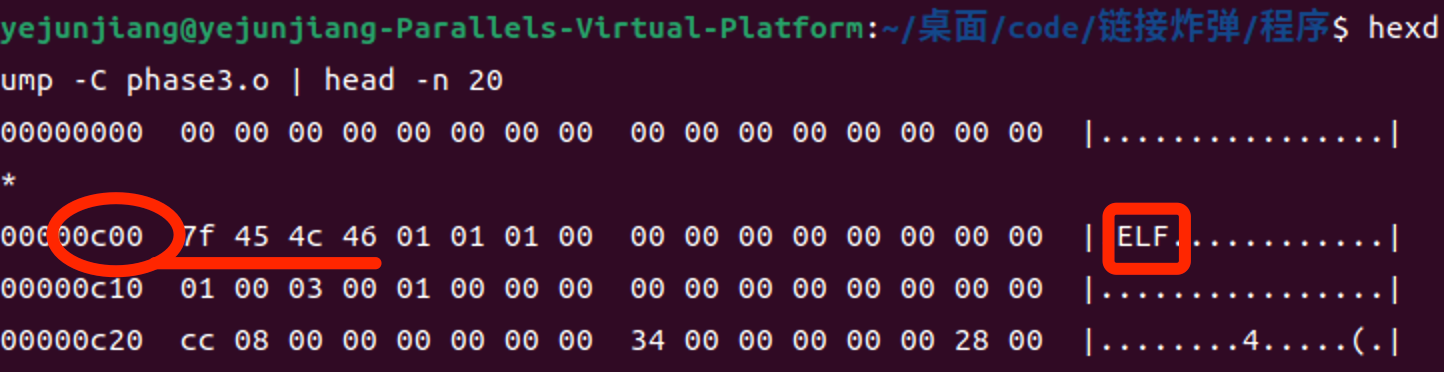 yejunjiang@yejunjiang-Parallels-Virtual-Platform:~/桌面/code/链接炸弹/程序$ hexd
ump -C phase3.o | head -n 20
00000000  00 00 00 00 00 00 00 00  00 00 00 00 00 00 00 00  |................|
*
00000c00  7f 45 4c 46 01 01 01 00  00 00 00 00 00 00 00 00  |.ELF............|
00000c10  01 00 03 00 01 00 00 00  00 00 00 00 00 00 00 00  |................|
00000c20  cc 08 00 00 00 00 00 00  34 00 00 00 00 00 28 00  |........4.....(.|